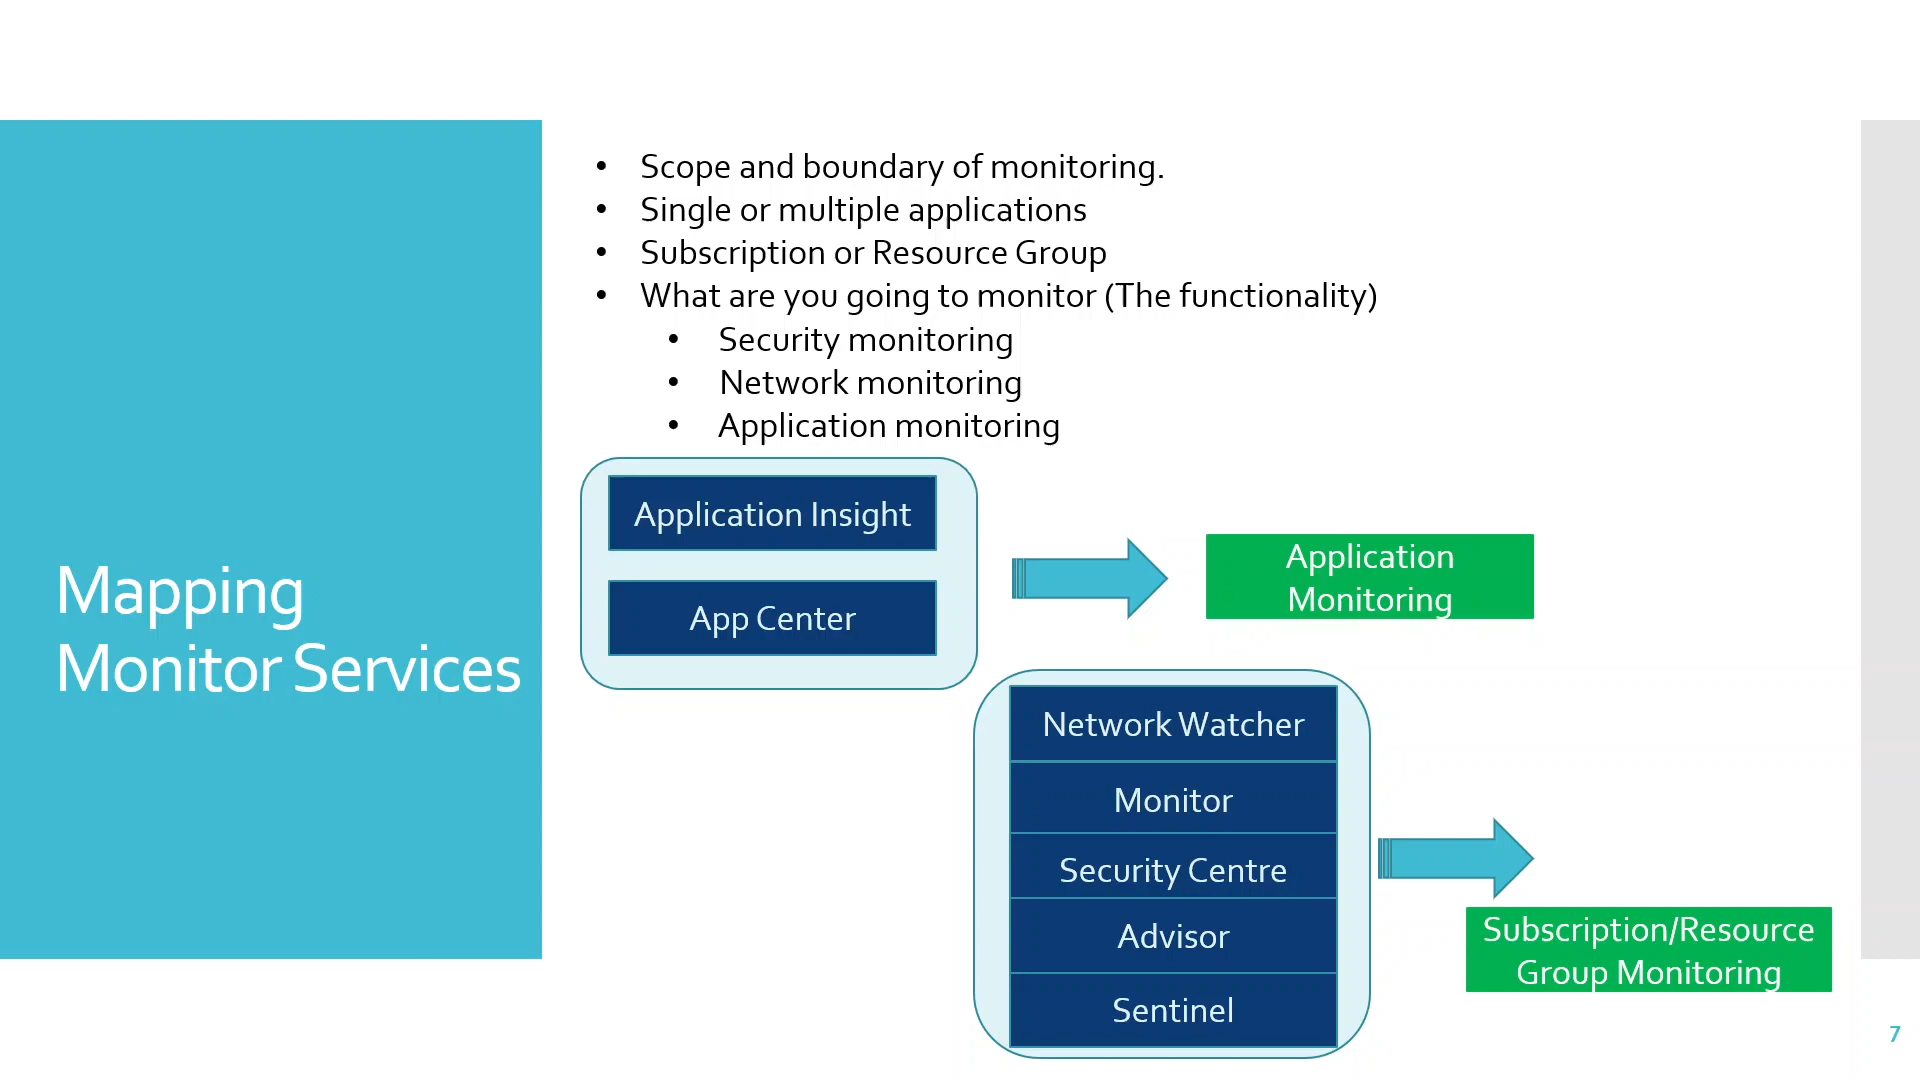 Mapping
Monitor Services
• Scope and boundary of monitoring.
• Single or multiple applications
• Subscription or Resource Group
• What are you going to monitor (The functionality)
• Security monitoring
• Network monitoring
• Application monitoring
Application Insight
App Center
Application
Monitoring
Network Watcher
Monitor
Security Centre
Advisor
Sentinel
Subscription/Resource
Group Monitoring
7